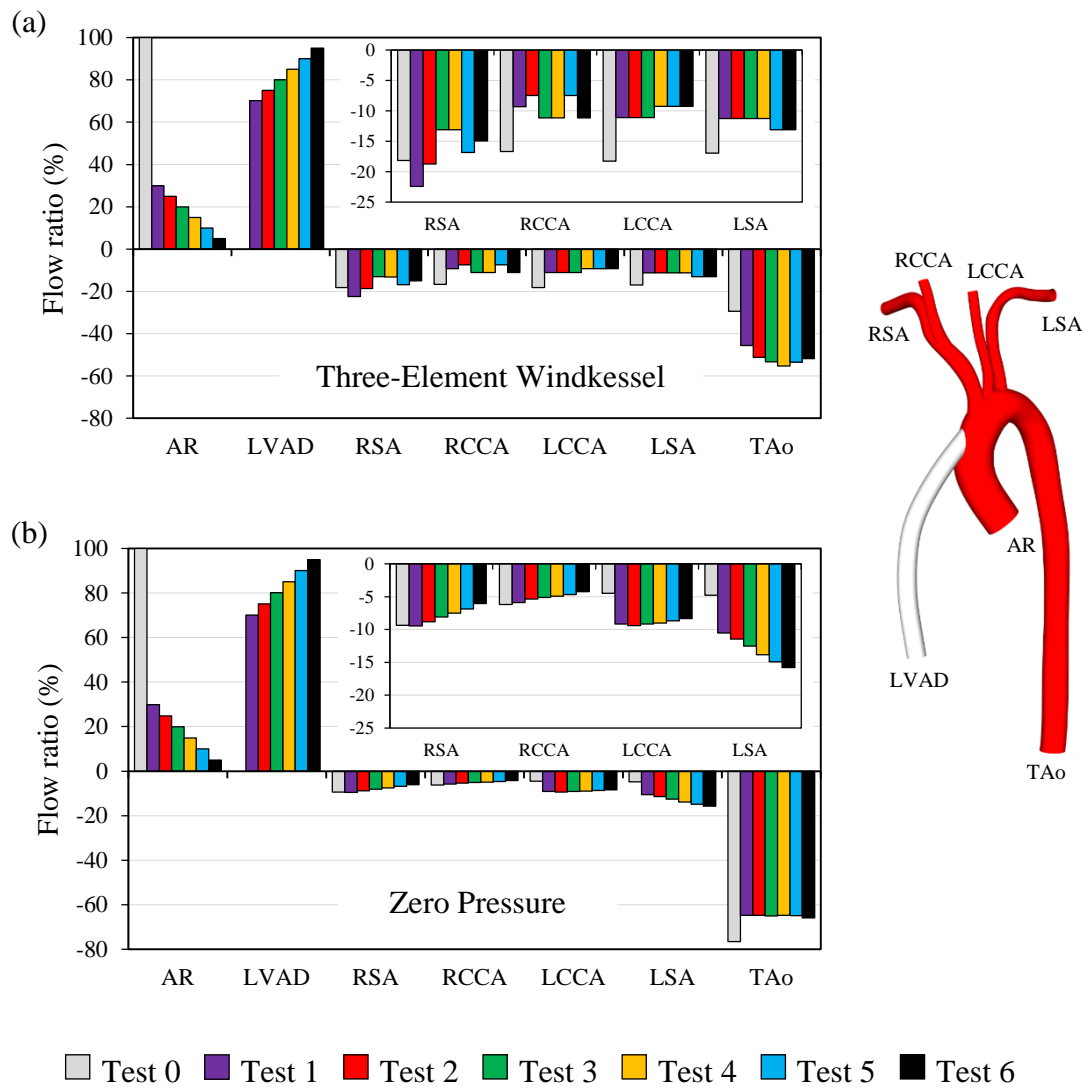 (a)
100
80
60
40
20
0
-20
-40
-60
-80
Flow ratio (%)
0
-5
-10
-15
-20
-25
RSA RCCA LCCA LSA
Three-Element Windkessel
AR LVAD RSA RCCA LCCA LSA TAo
(b)
100
80
60
40
20
0
-20
-40
-60
-80
Flow ratio (%)
0
-5
-10
-15
-20
-25
RSA RCCA LCCA LSA
Zero Pressure
AR LVAD RSA RCCA LCCA LSA TAo
RCCA
LCCA
RSA
LSA
AR
LVAD
TAo
Test 0 Test 1 Test 2 Test 3 Test 4 Test 5 Test 6